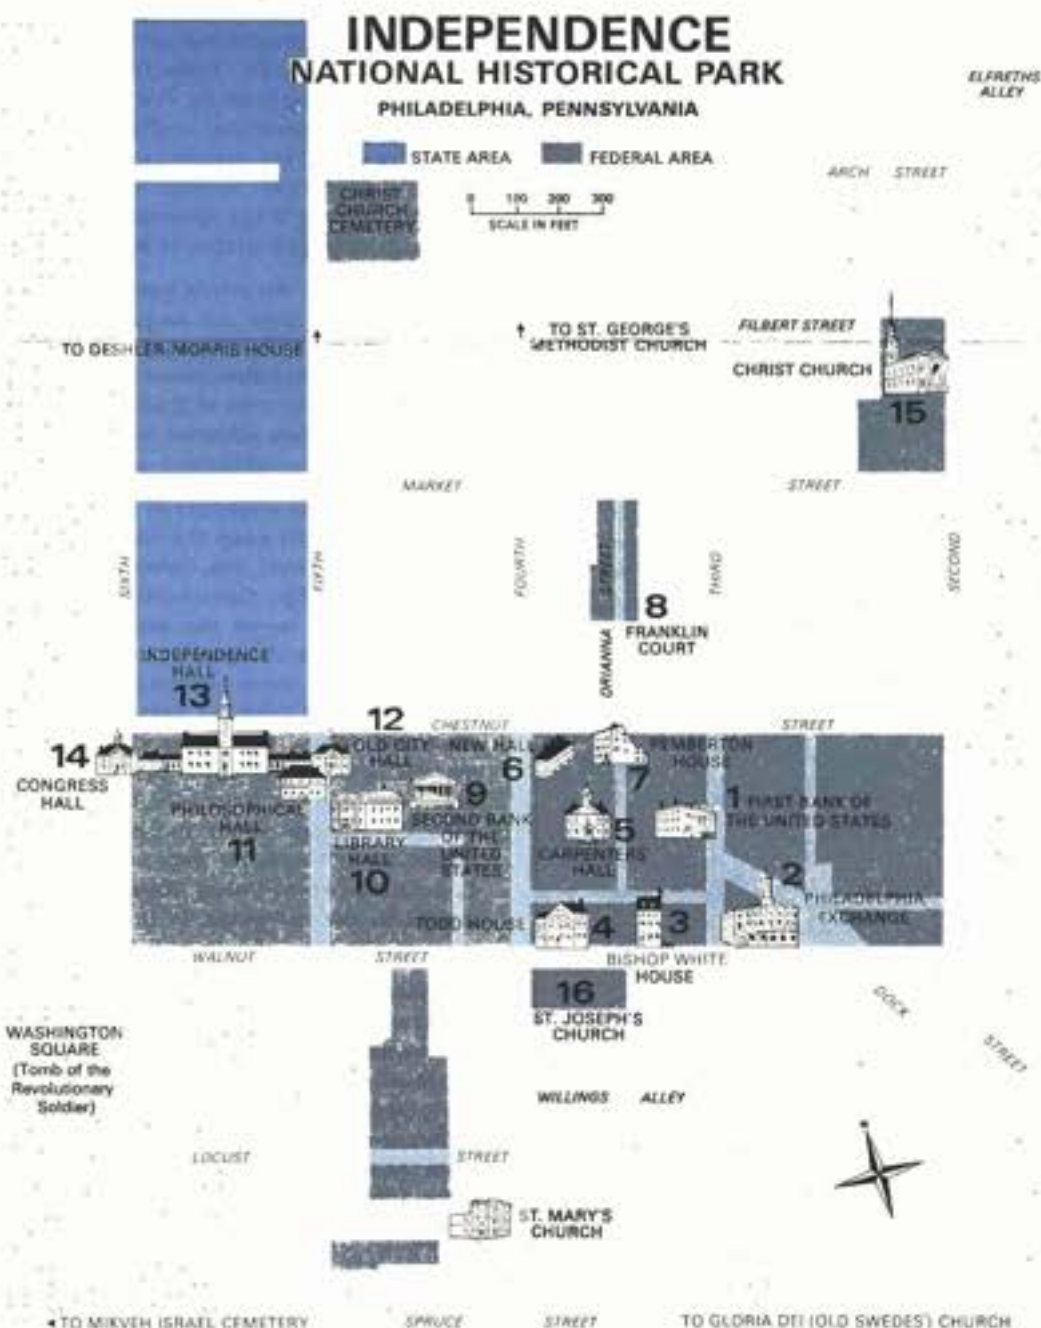 INDEPENDENCE
NATIONAL HISTORICAL PARK
PHILADELPHIA, PENNSYLVANIA
ELFRETHS
ALLEY
STATE AREA
FEDERAL AREA
ARCH STREET
CHRIST
CHURCH
CEMETERY
0 100 200 300
SCALE IN FEET
TO DESHLER-MORRIS HOUSE
TO ST. GEORGE'S
METHODIST CHURCH
FILBERT STREET
CHRIST CHURCH
15
MARKET STREET
SIXTH
FIFTH
FOURTH
ORIANNA STREET
THIRD
SECOND
8
FRANKLIN
COURT
INDEPENDENCE
HALL
13
12
CHESTNUT STREET
14
CONGRESS
HALL
OLD CITY
HALL
NEW HALL
6
PEMBERTON
HOUSE
7
PHILOSOPHICAL
HALL
11
9
SECOND BANK
OF THE
UNITED
STATES
LIBRARY
HALL
10
5
CARPENTERS
HALL
1 FIRST BANK OF
THE UNITED STATES
2
PHILADELPHIA
EXCHANGE
TODD HOUSE
4
3
BISHOP WHITE
HOUSE
WALNUT STREET
16
ST. JOSEPH'S
CHURCH
DOCK STREET
WASHINGTON
SQUARE
(Tomb of the
Revolutionary
Soldier)
WILLINGS ALLEY
LOCUST STREET
ST. MARY'S
CHURCH
TO MIKVEH ISRAEL CEMETERY
SPRUCE STREET
TO GLORIA DEI (OLD SWEDES') CHURCH